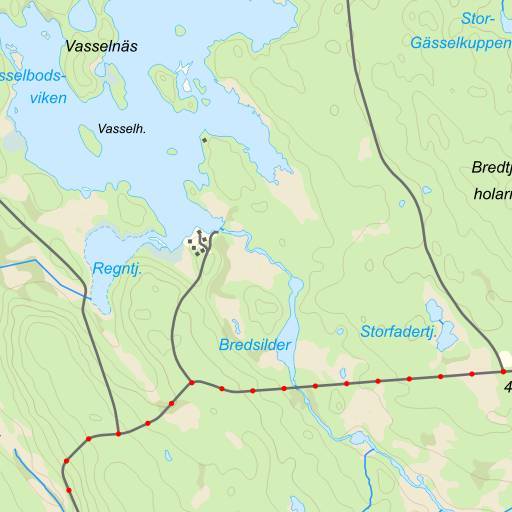 Stor-
Gässelkuppen
Vasselnäs
sselbods-
viken
Vasselh.
Bredtj
holarn
Regntj.
Storfadertj.
Bredsilder
4